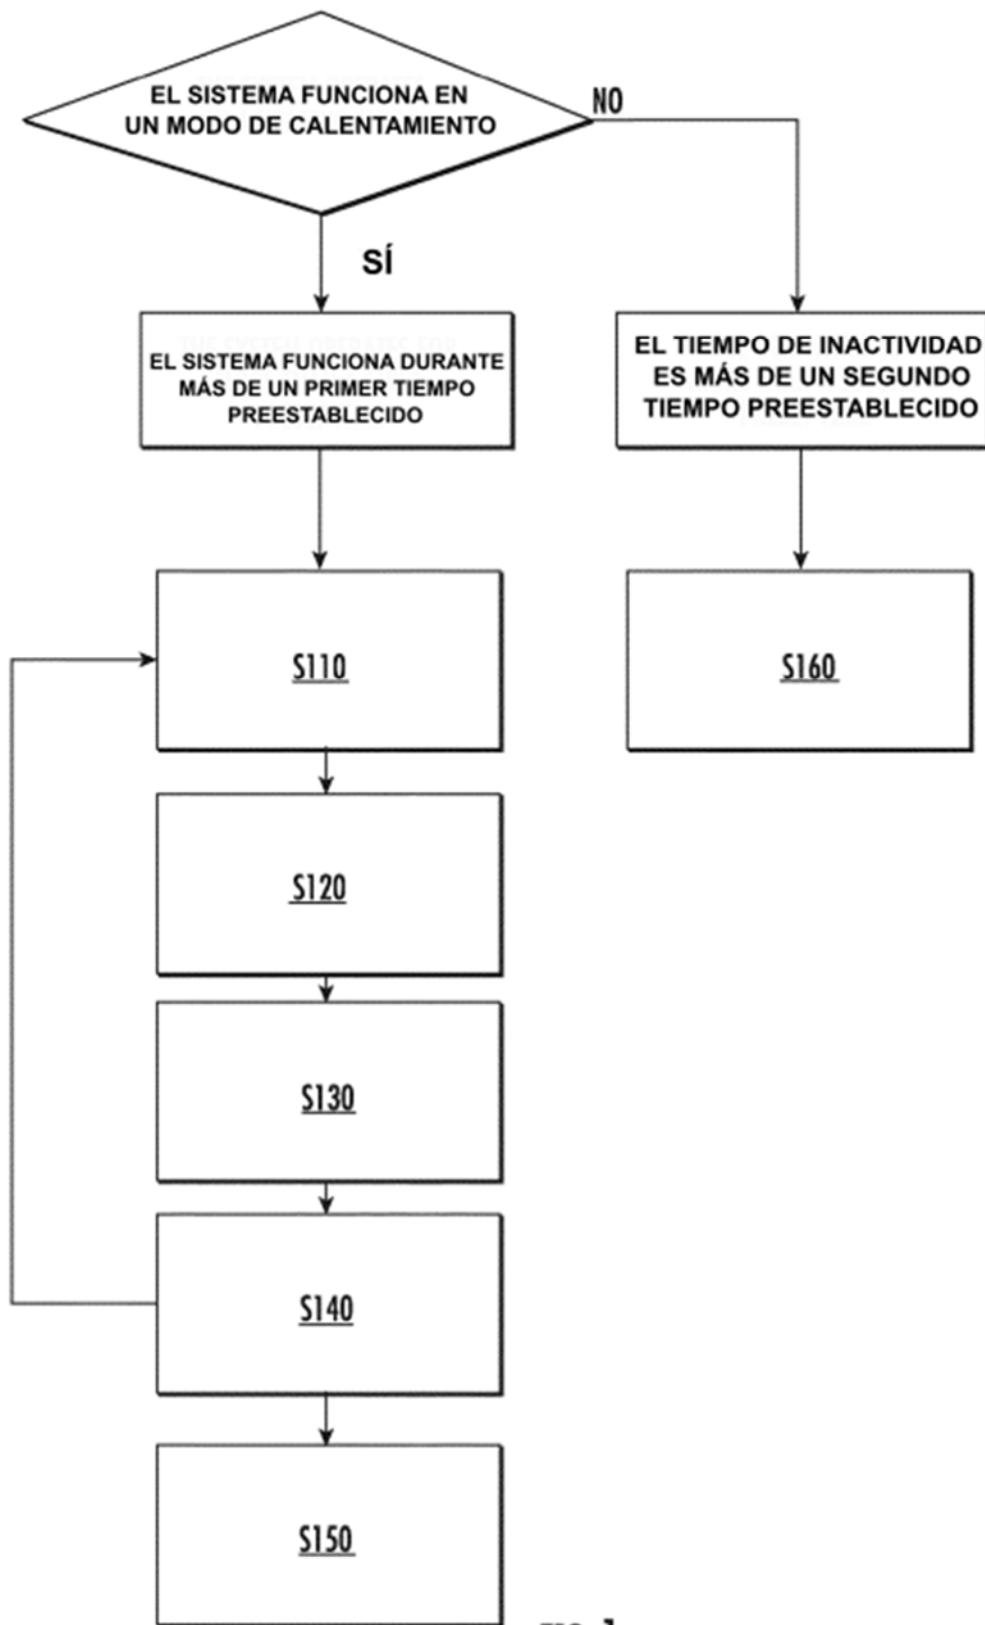 EL SISTEMA FUNCIONA EN
UN MODO DE CALENTAMIENTO
NO
SÍ
EL SISTEMA FUNCIONA DURANTE
MÁS DE UN PRIMER TIEMPO
PREESTABLECIDO
EL TIEMPO DE INACTIVIDAD
ES MÁS DE UN SEGUNDO
TIEMPO PREESTABLECIDO
S110
S160
S120
S130
S140
S150